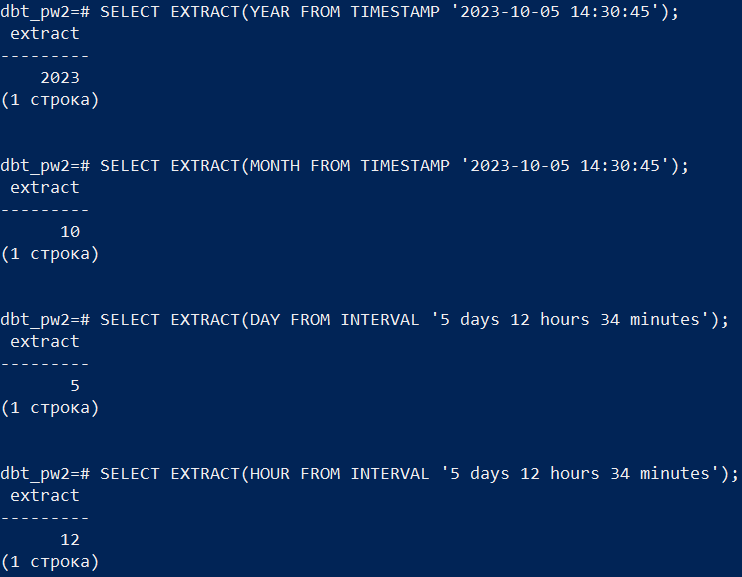 dbt_pw2=# SELECT EXTRACT(YEAR FROM TIMESTAMP '2023-10-05 14:30:45');
 extract
---------
    2023
(1 строка)

dbt_pw2=# SELECT EXTRACT(MONTH FROM TIMESTAMP '2023-10-05 14:30:45');
 extract
---------
      10
(1 строка)

dbt_pw2=# SELECT EXTRACT(DAY FROM INTERVAL '5 days 12 hours 34 minutes');
 extract
---------
       5
(1 строка)

dbt_pw2=# SELECT EXTRACT(HOUR FROM INTERVAL '5 days 12 hours 34 minutes');
 extract
---------
      12
(1 строка)